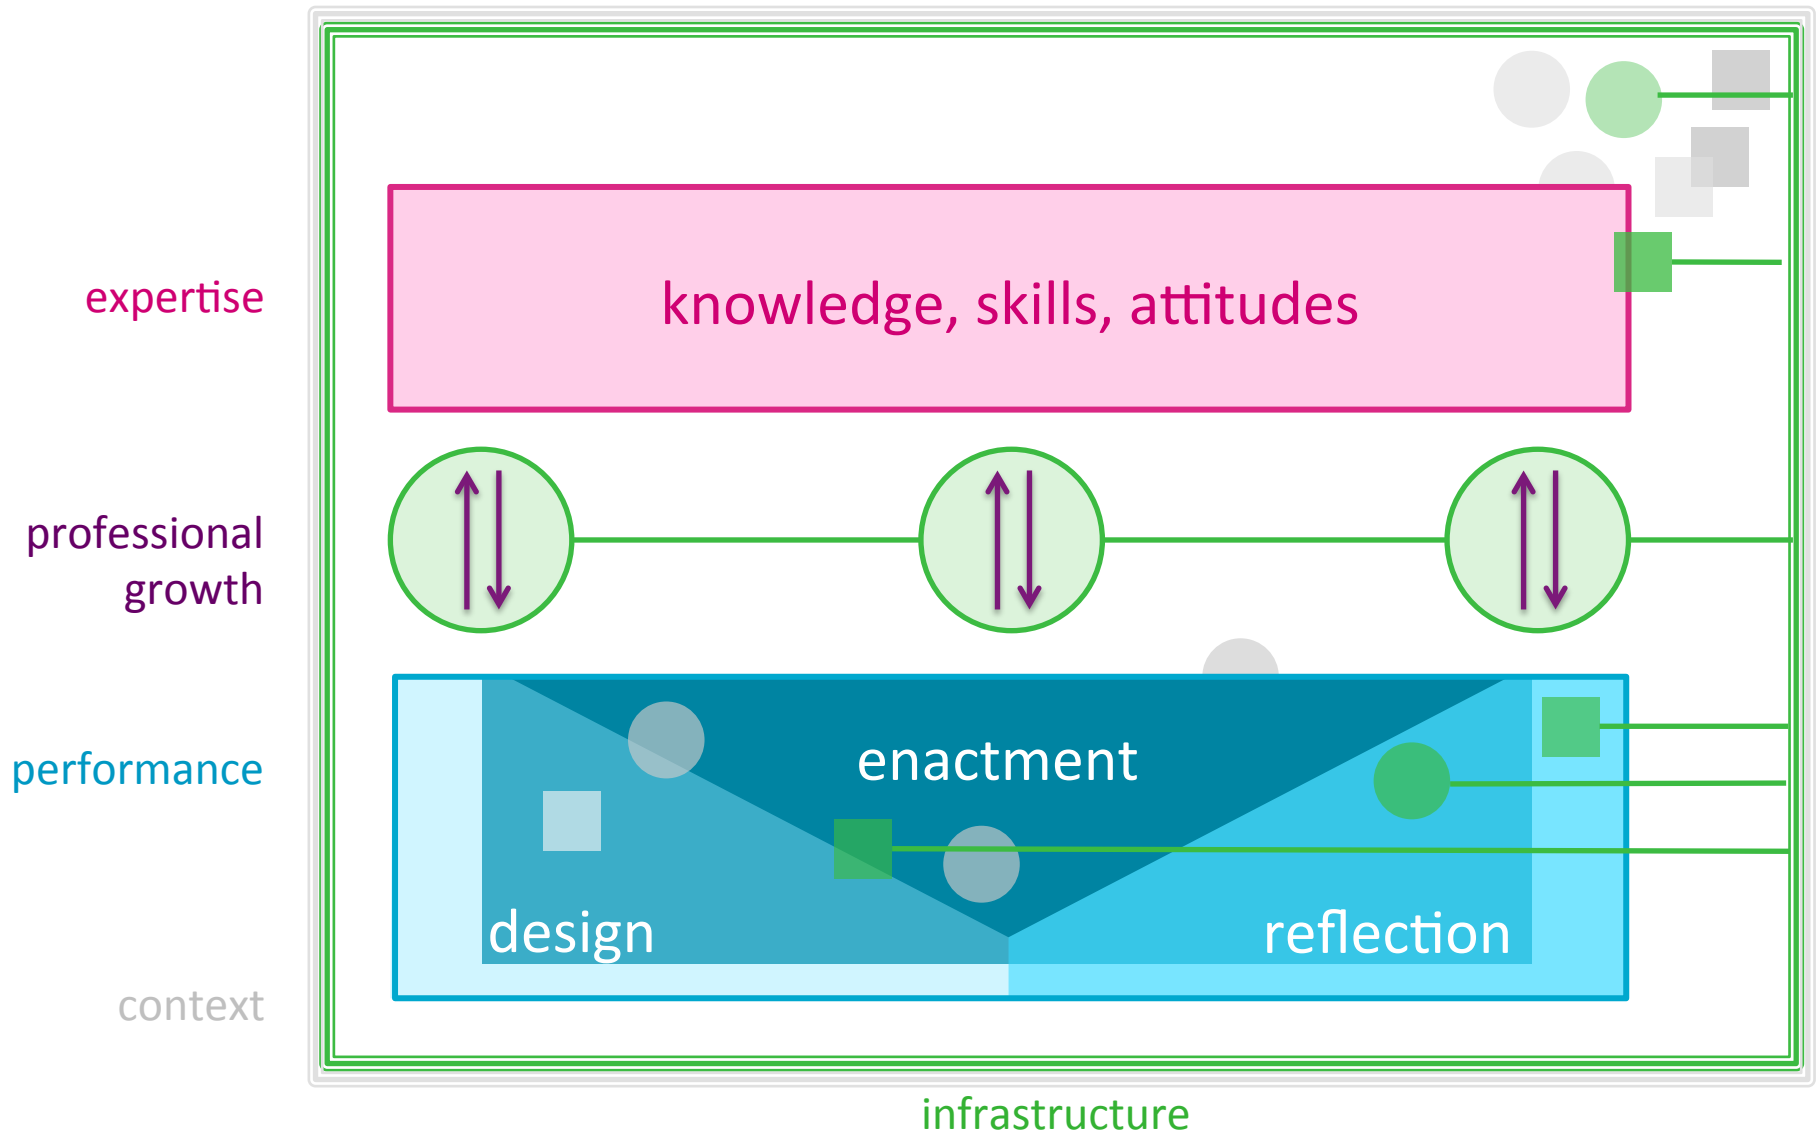 expertise
knowledge, skills, attitudes
professional
growth
performance
enactment
design
reflection
context
infrastructure